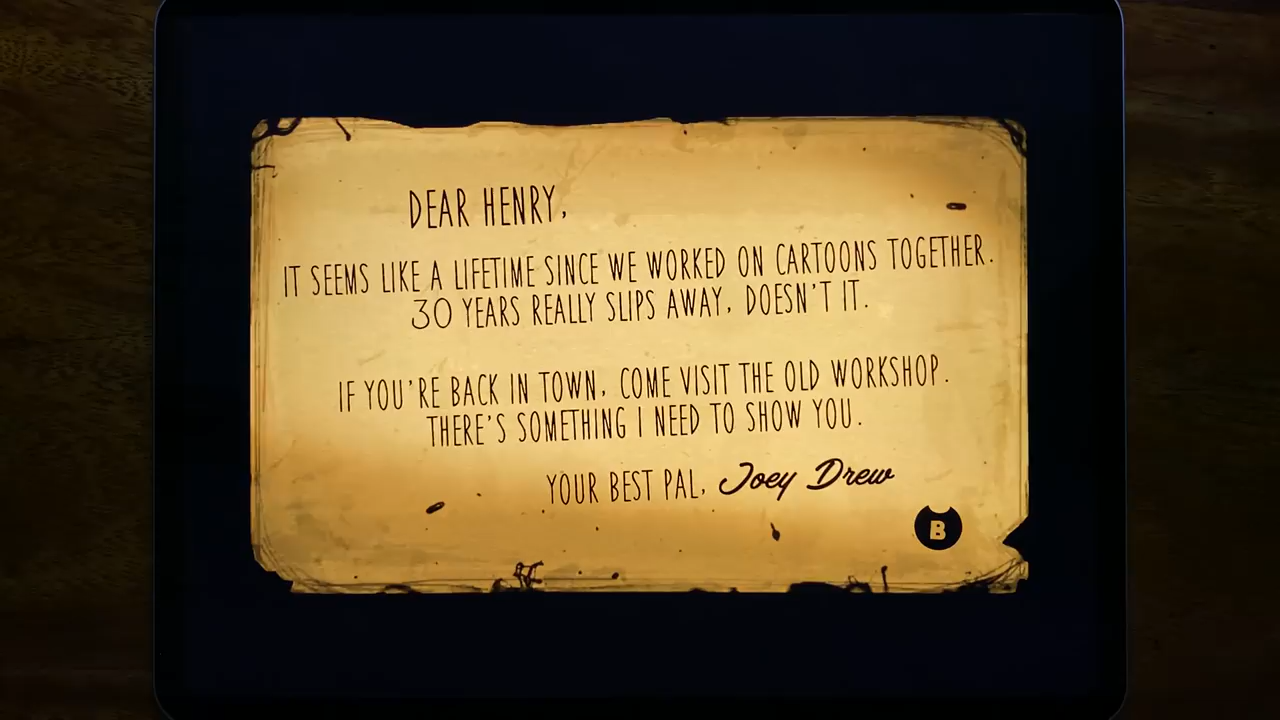 DEAR HENRY,
IT SEEMS LIKE A LIFETIME SINCE WE WORKED ON CARTOONS TOGETHER.
30 YEARS REALLY SLIPS AWAY, DOESN'T IT.
IF YOU'RE BACK IN TOWN, COME VISIT THE OLD WORKSHOP.
THERE'S SOMETHING I NEED TO SHOW YOU.
YOUR BEST PAL, Joey Drew
B